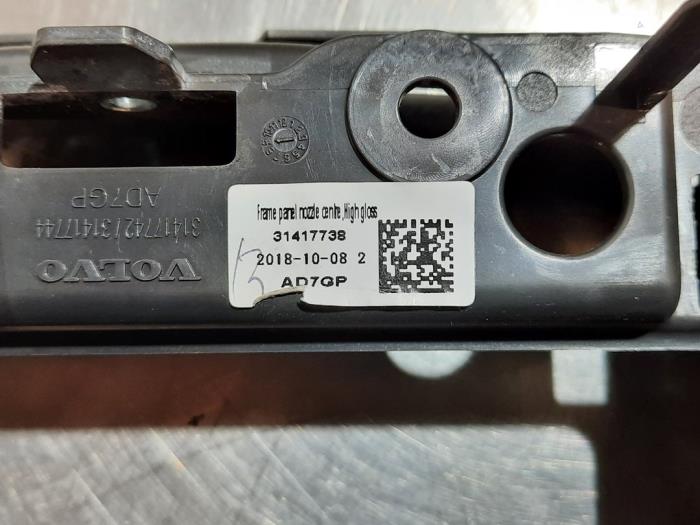 Frame panel nozzle centre,High gloss
31417738
2018-10-08 2
AD7GP
VOLVO
31417742/31417744
AD7GP